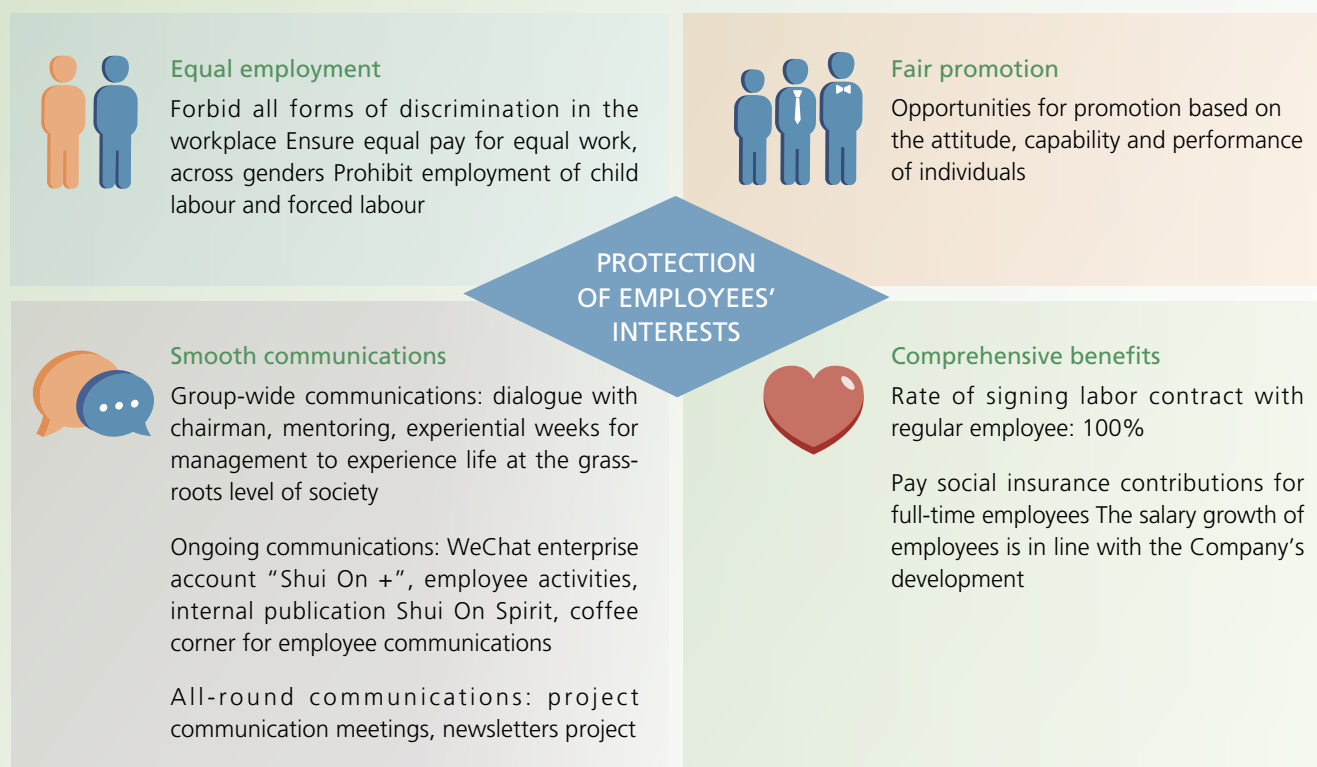 Equal employment
Forbid all forms of discrimination in the
workplace Ensure equal pay for equal work,
across genders Prohibit employment of child
labour and forced labour
Fair promotion
Opportunities for promotion based on
the attitude, capability and performance
of individuals
PROTECTION
OF EMPLOYEES’
INTERESTS
Smooth communications
Group-wide communications: dialogue with
chairman, mentoring, experiential weeks for
management to experience life at the grass-
roots level of society
Ongoing communications: WeChat enterprise
account “Shui On +”, employee activities,
internal publication Shui On Spirit, coffee
corner for employee communications
All-round communications: project
communication meetings, newsletters project
Comprehensive benefits
Rate of signing labor contract with
regular employee: 100%
Pay social insurance contributions for
full-time employees The salary growth of
employees is in line with the Company’s
development